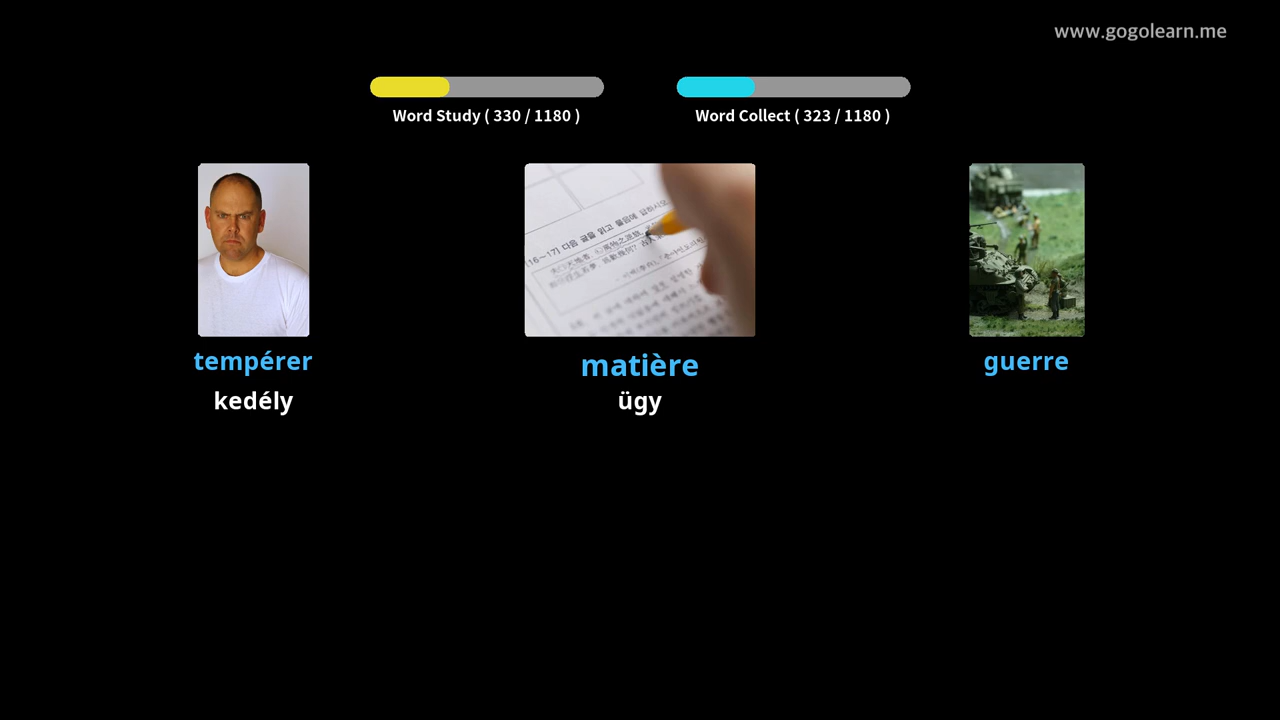 www.gogolearn.me
Word Study ( 330 / 1180 )
Word Collect ( 323 / 1180 )
tempérer
matière
guerre
kedély
ügy